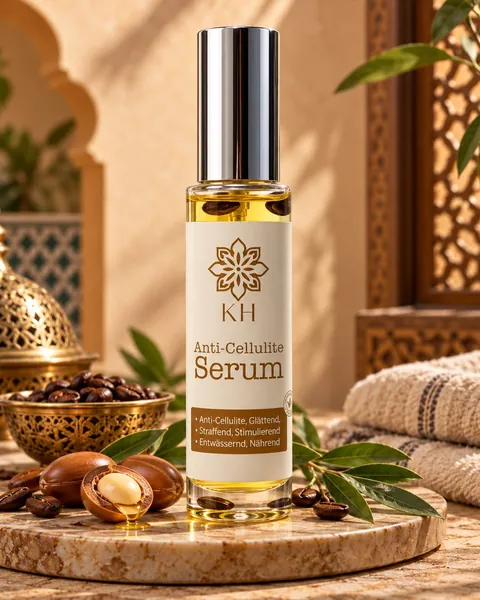 KH
Anti-Cellulite
Serum
• Anti-Cellulite, Glättend,
• Straffend, Stimulierend
• Entwässernd, Nährend